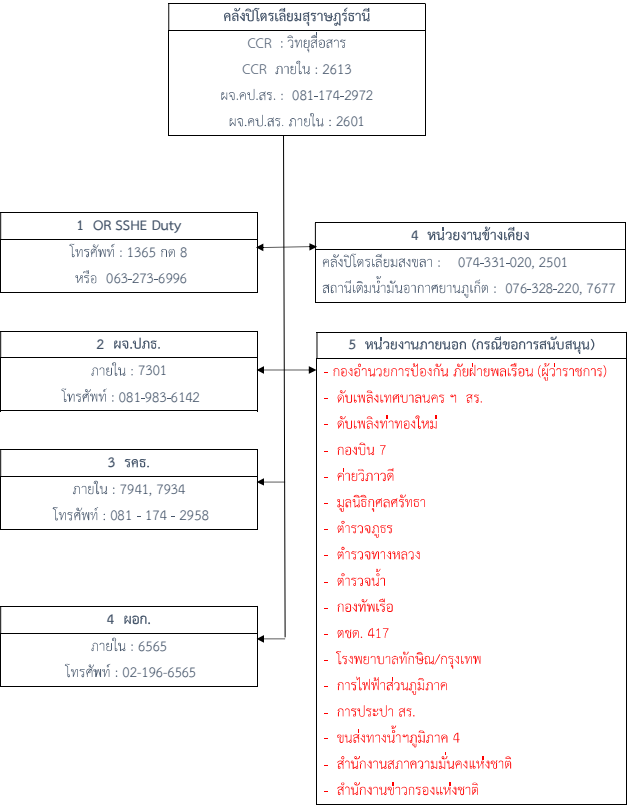 คลังปิโตรเลียมสุราษฎร์ธานี
CCR : วิทยุสื่อสาร
CCR ภายใน : 2613
ผจ.คป.สร. : 081-174-2972
ผจ.คป.สร. ภายใน : 2601
1 OR SSHE Duty
โทรศัพท์ : 1365 กด 8
หรือ 063-273-6996
2 ผจ.ปภธ.
ภายใน : 7301
โทรศัพท์ : 081-983-6142
3 รคธ.
ภายใน : 7941, 7934
โทรศัพท์ : 081 - 174 - 2958
4 ผอก.
ภายใน : 6565
โทรศัพท์ : 02-196-6565
4 หน่วยงานข้างเคียง
คลังปิโตรเลียมสงขลา : 074-331-020, 2501
สถานีเติมน้ำมันอากาศยานภูเก็ต : 076-328-220, 7677
5 หน่วยงานภายนอก (กรณีขอการสนับสนุน)
- กองอำนวยการป้องกัน ภัยฝ่ายพลเรือน (ผู้ว่าราชการ)
- ดับเพลิงเทศบาลนคร ฯ สร.
- ดับเพลิงท่าทองใหม่
- กองบิน 7
- ค่ายวิภาวดี
- มูลนิธิกุศลศรัทธา
- ตำรวจภูธร
- ตำรวจทางหลวง
- ตำรวจน้ำ
- กองทัพเรือ
- ตชด. 417
- โรงพยาบาลทักษิณ/กรุงเทพ
- การไฟฟ้าส่วนภูมิภาค
- การประปา สร.
- ขนส่งทางน้ำฯภูมิภาค 4
- สำนักงานสภาความมั่นคงแห่งชาติ
- สำนักงานข่าวกรองแห่งชาติ